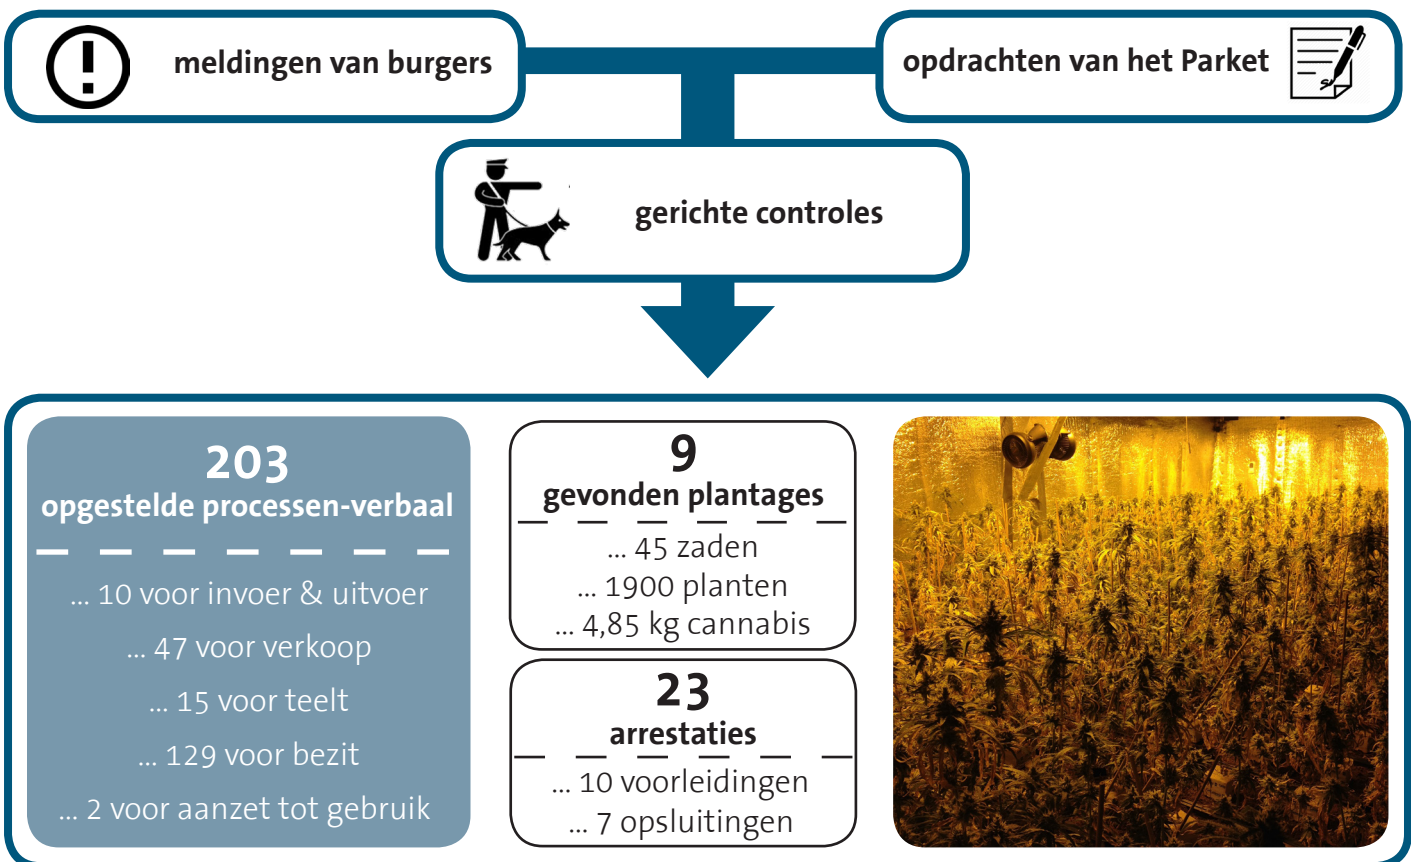 meldingen van burgers
opdrachten van het Parket
gerichte controles
203
opgestelde processen-verbaal
... 10 voor invoer & uitvoer
... 47 voor verkoop
... 15 voor teelt
... 129 voor bezit
... 2 voor aanzet tot gebruik
9
gevonden plantages
... 45 zaden
... 1900 planten
... 4,85 kg cannabis
23
arrestaties
... 10 voorleidingen
... 7 opsluitingen